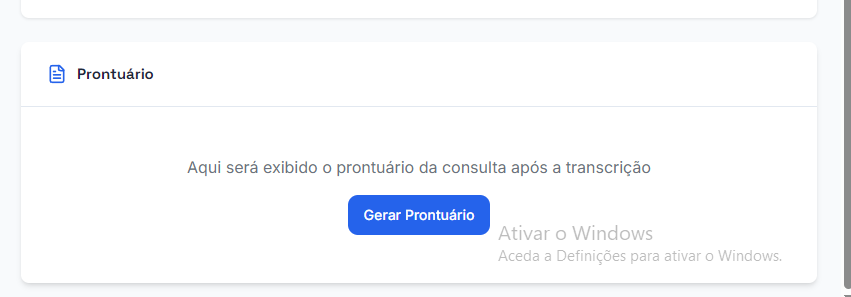 Prontuário
Aqui será exibido o prontuário da consulta após a transcrição
Gerar Prontuário
Ativar o Windows
Aceda a Definições para ativar o Windows.